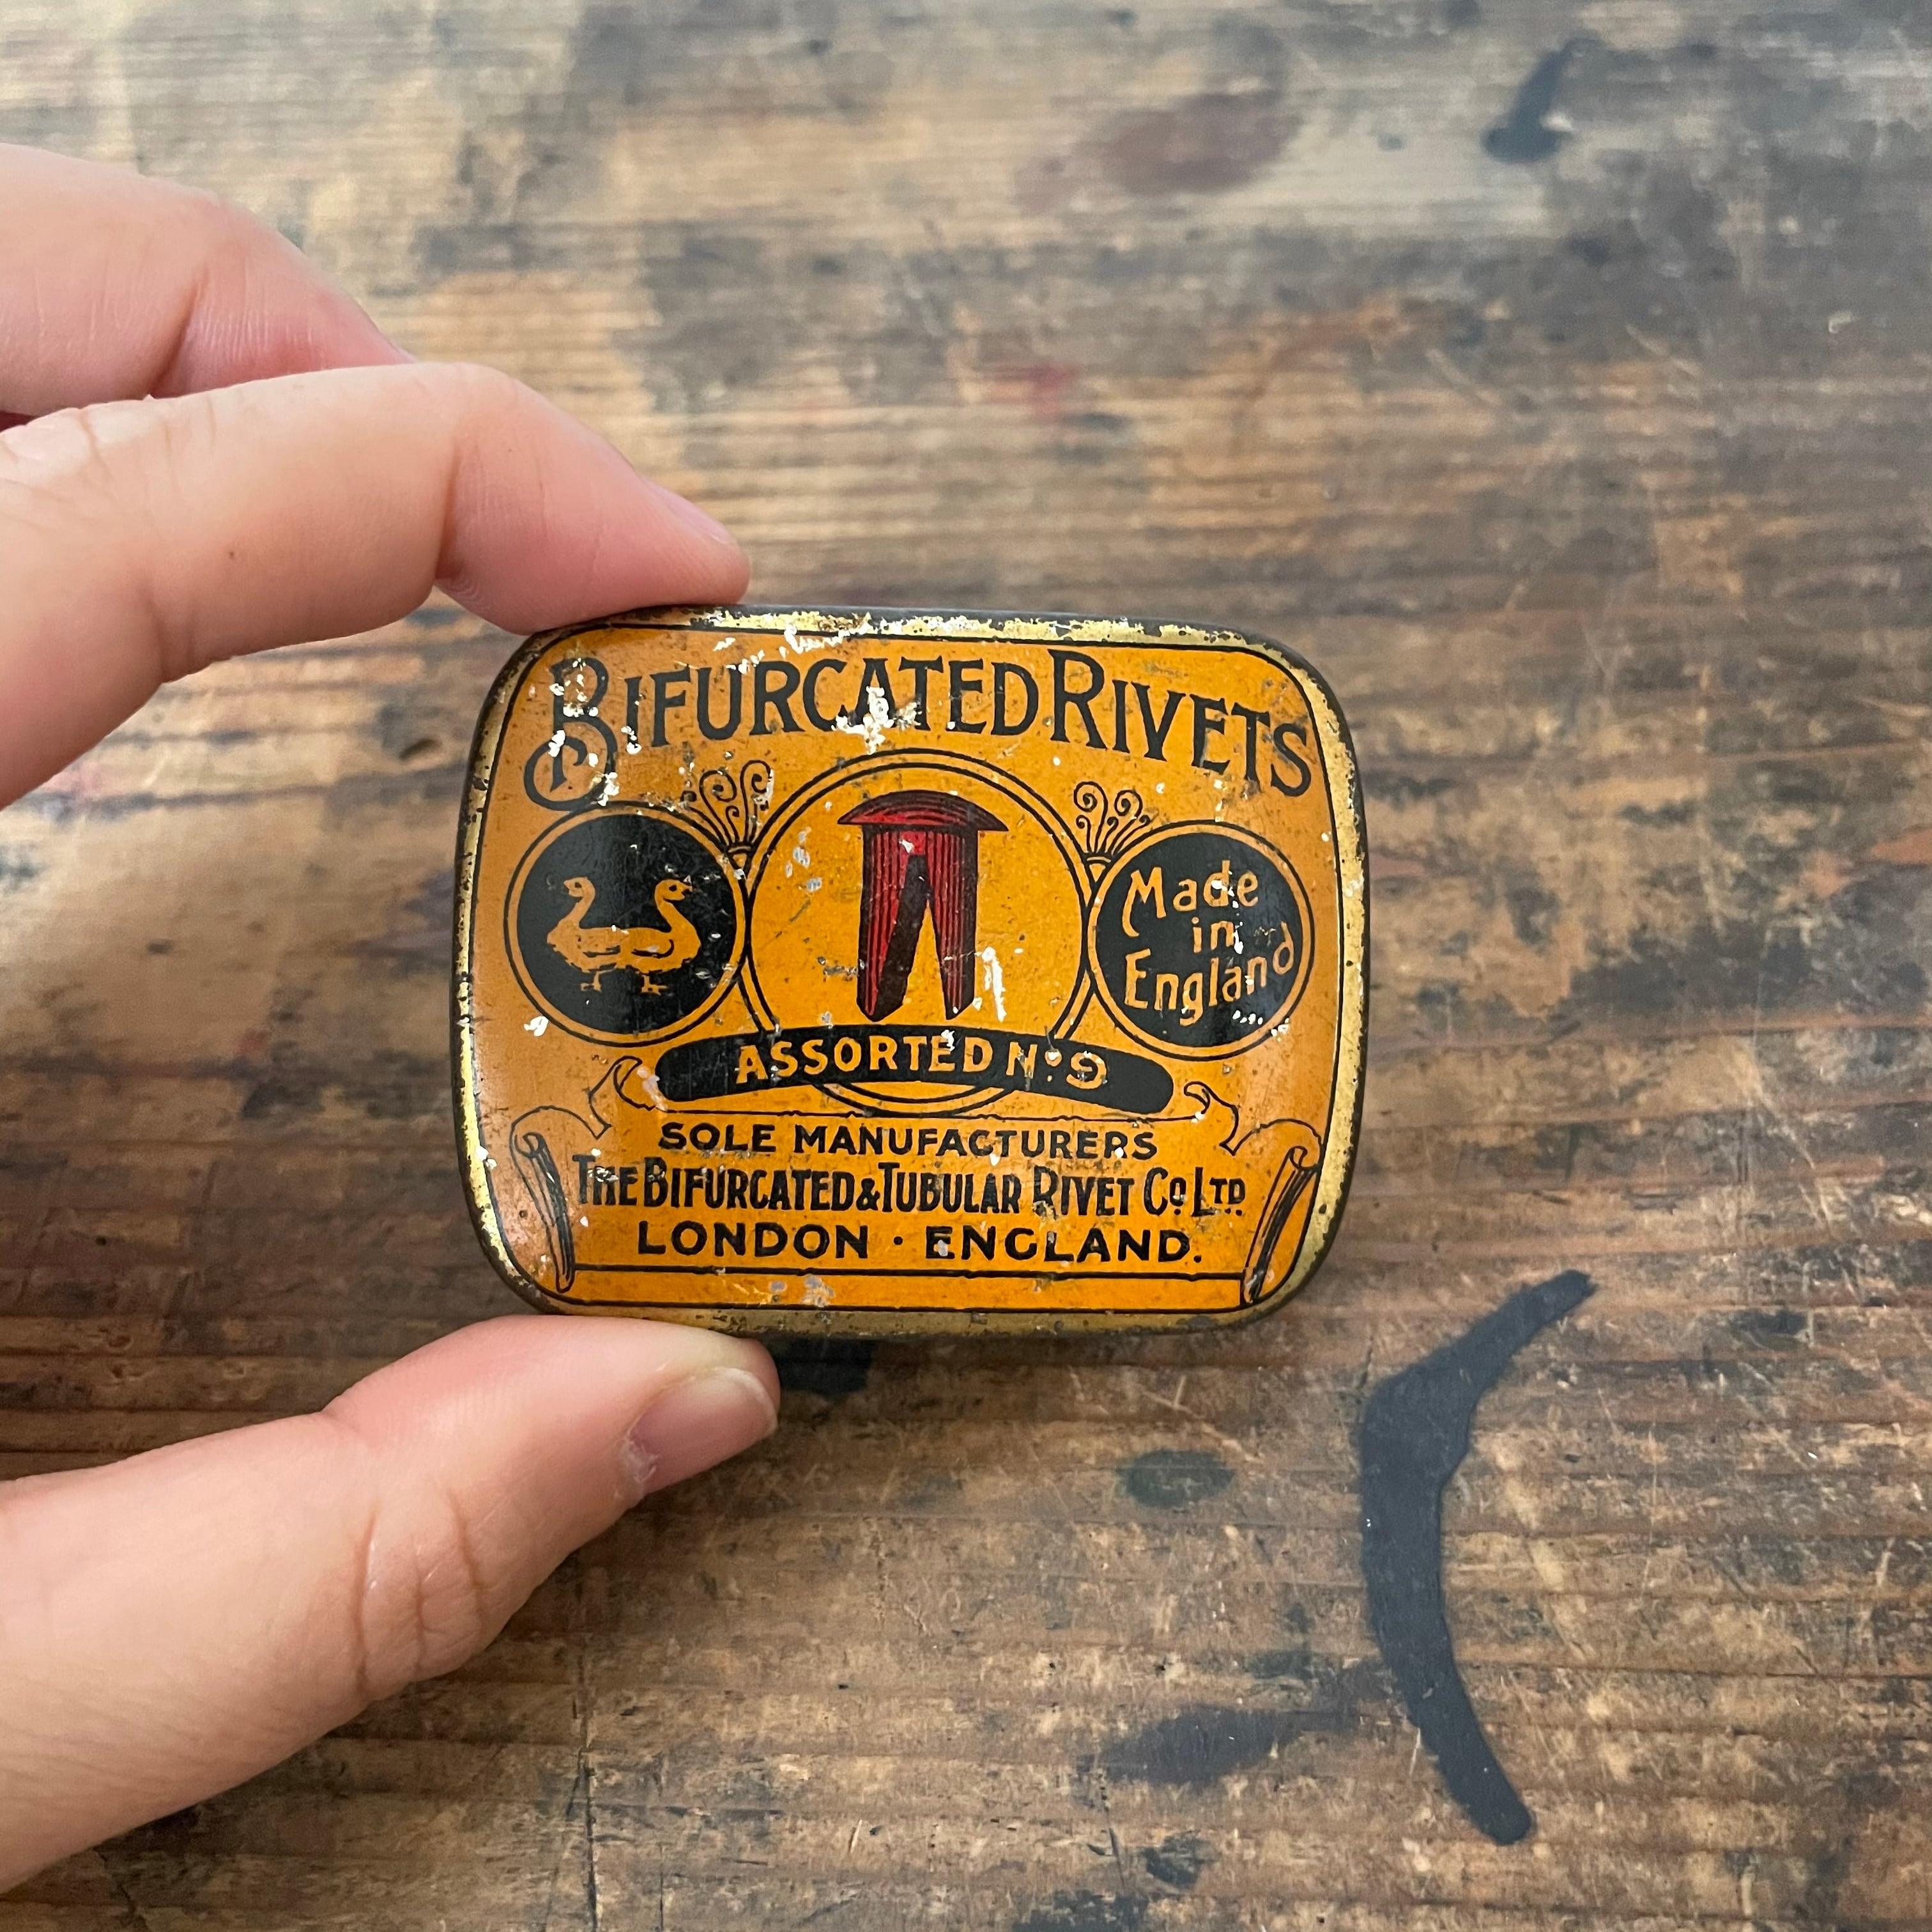 BIFURCATED RIVETS
Made
in
England
ASSORTED No. 9
SOLE MANUFACTURERS
THE BIFURCATED & TUBULAR RIVET CO. LTD.
LONDON · ENGLAND.